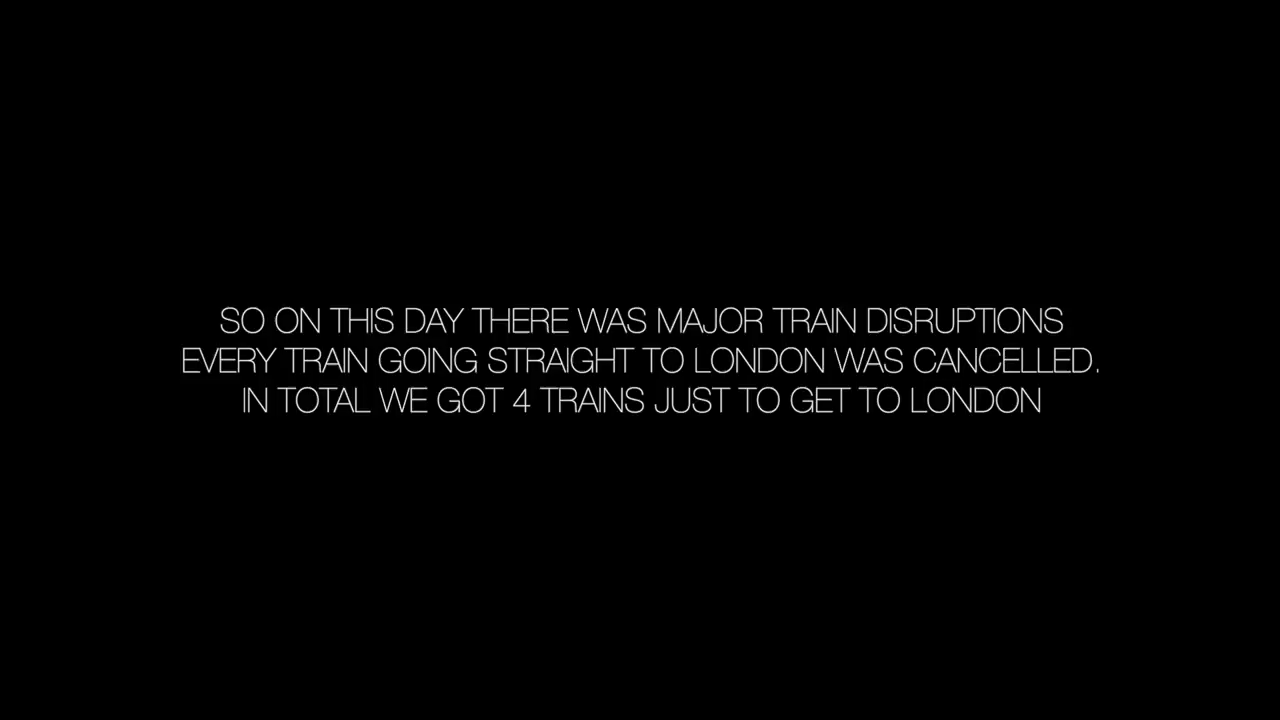 SO ON THIS DAY THERE WAS MAJOR TRAIN DISRUPTIONS
EVERY TRAIN GOING STRAIGHT TO LONDON WAS CANCELLED.
IN TOTAL WE GOT 4 TRAINS JUST TO GET TO LONDON